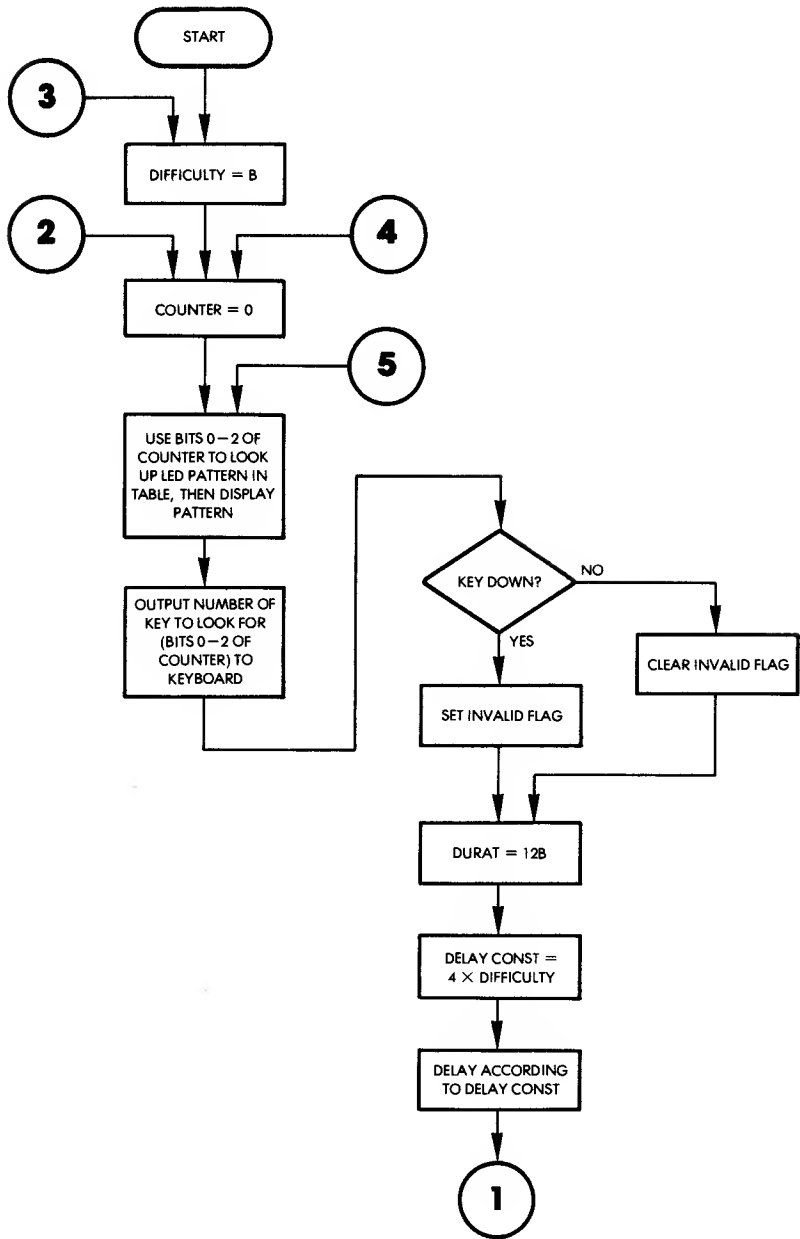 START
3
DIFFICULTY = B
2
4
COUNTER = 0
5
USE BITS 0–2 OF
COUNTER TO LOOK
UP LED PATTERN IN
TABLE, THEN DISPLAY
PATTERN
OUTPUT NUMBER OF
KEY TO LOOK FOR
(BITS 0–2 OF
COUNTER) TO
KEYBOARD
KEY DOWN?
NO
YES
CLEAR INVALID FLAG
SET INVALID FLAG
DURAT = 12B
DELAY CONST =
4 × DIFFICULTY
DELAY ACCORDING
TO DELAY CONST
1